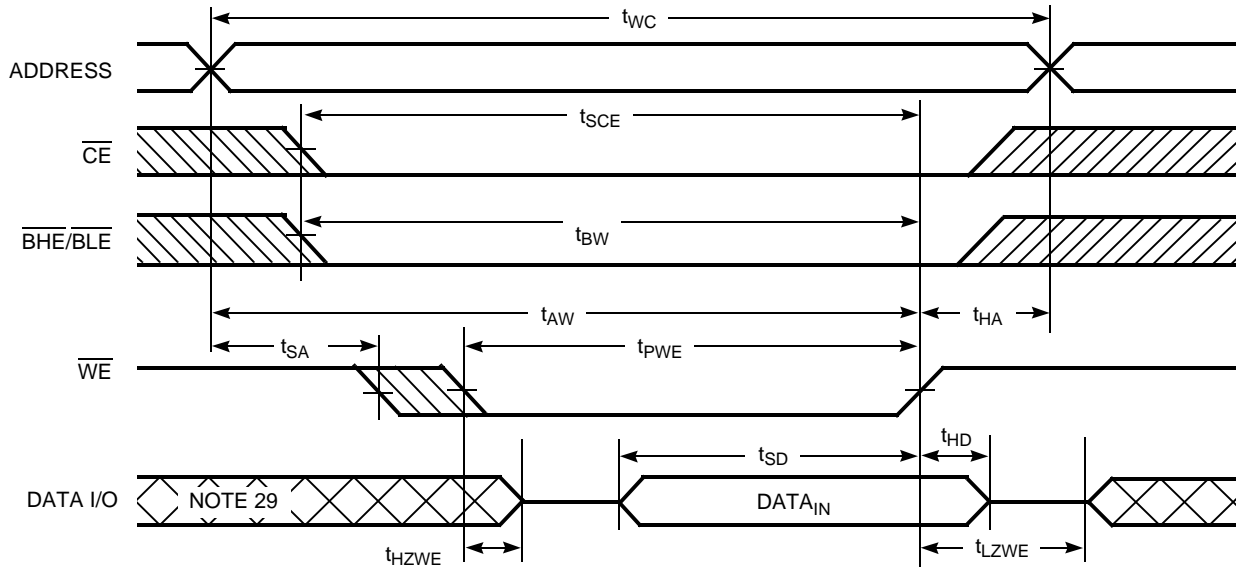 tWC
ADDRESS
tSCE
CE
BHE/BLE
tBW
tAW
tHA
tSA
tPWE
WE
tSD
tHD
DATA I/O
NOTE 29
DATAIN
tHZWE
tLZWE